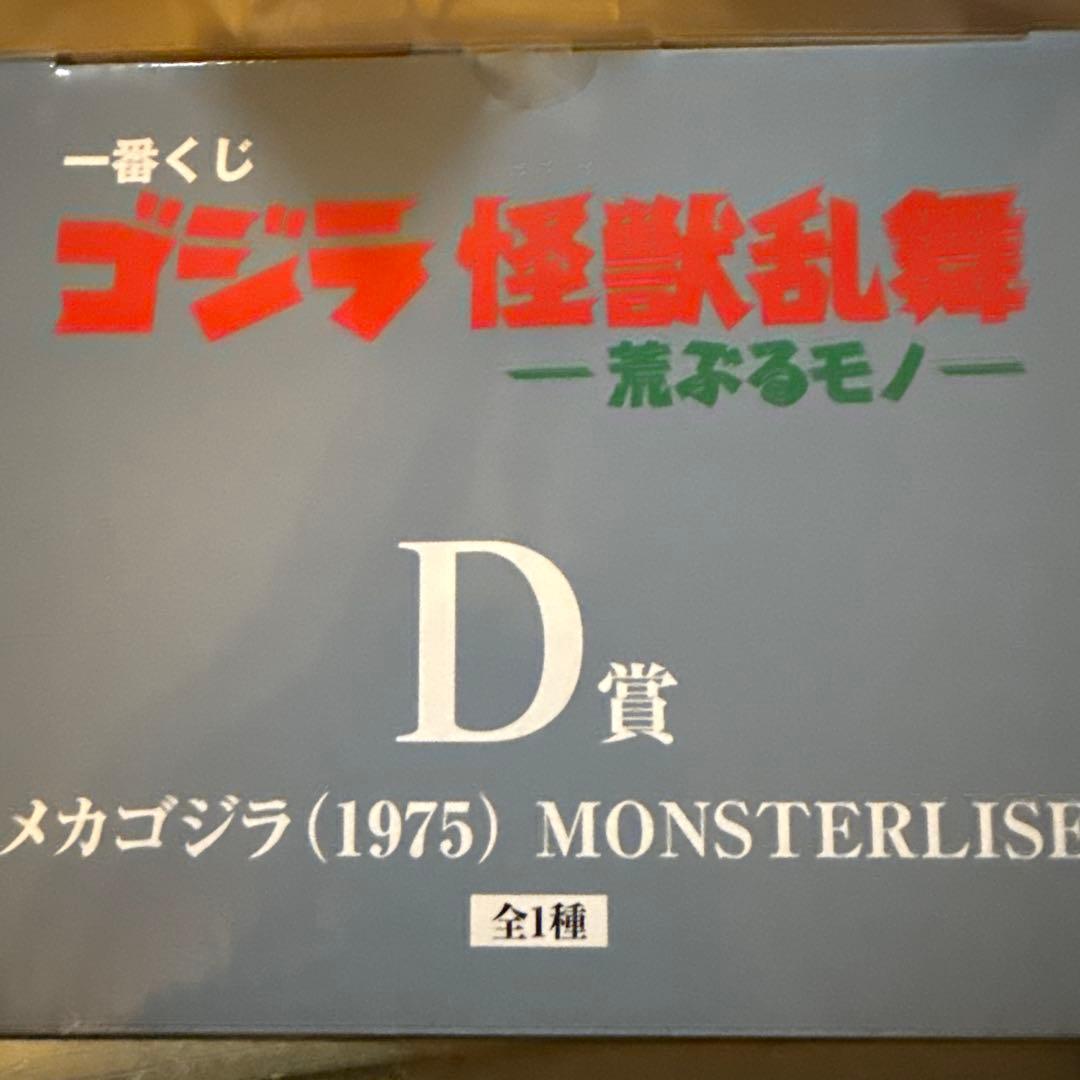 一番くじ
ゴジラ 怪獣乱舞
―荒ぶるモノ―
D賞
メカゴジラ(1975) MONSTERLISE
全1種